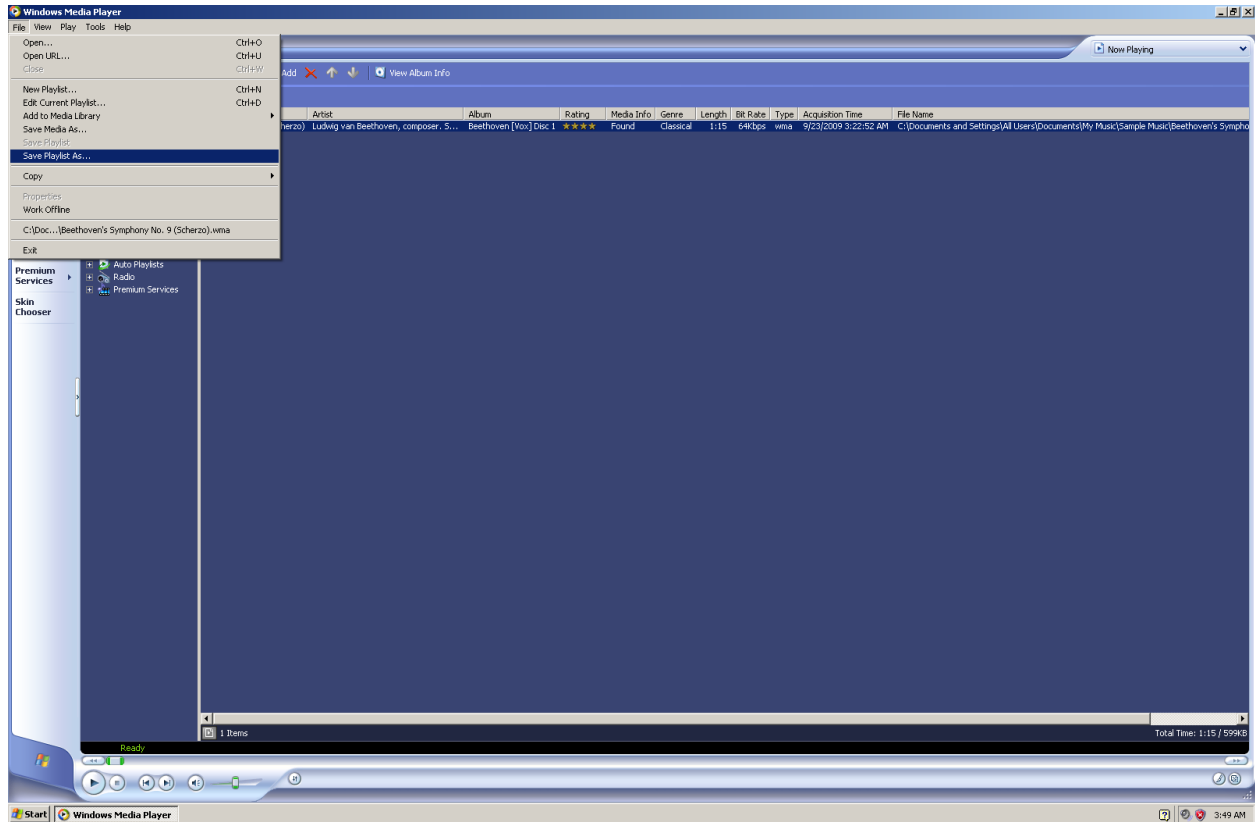 Windows Media Player
File View Play Tools Help
Open... Ctrl+O
Open URL... Ctrl+U
Close Ctrl+W
New Playlist... Ctrl+N
Edit Current Playlist... Ctrl+D
Add to Media Library
Save Media As...
Save Playlist
Save Playlist As...
Copy
Properties
Work Offline
C:\Doc...\Beethoven's Symphony No. 9 (Scherzo).wma
Exit
Now Playing
Add View Album Info
Artist Album Rating Media Info Genre Length Bit Rate Type Acquisition Time File Name
herzo) Ludwig van Beethoven, composer. S... Beethoven [Vox] Disc 1 ★★★★ Found Classical 1:15 64Kbps wma 9/23/2009 3:22:52 AM C:\Documents and Settings\All Users\Documents\My Music\Sample Music\Beethoven's Sympho
Auto Playlists
Radio
Premium Services
Premium
Services
Skin
Chooser
1 Items Total Time: 1:15 / 599KB
Ready
Start Windows Media Player 3:49 AM